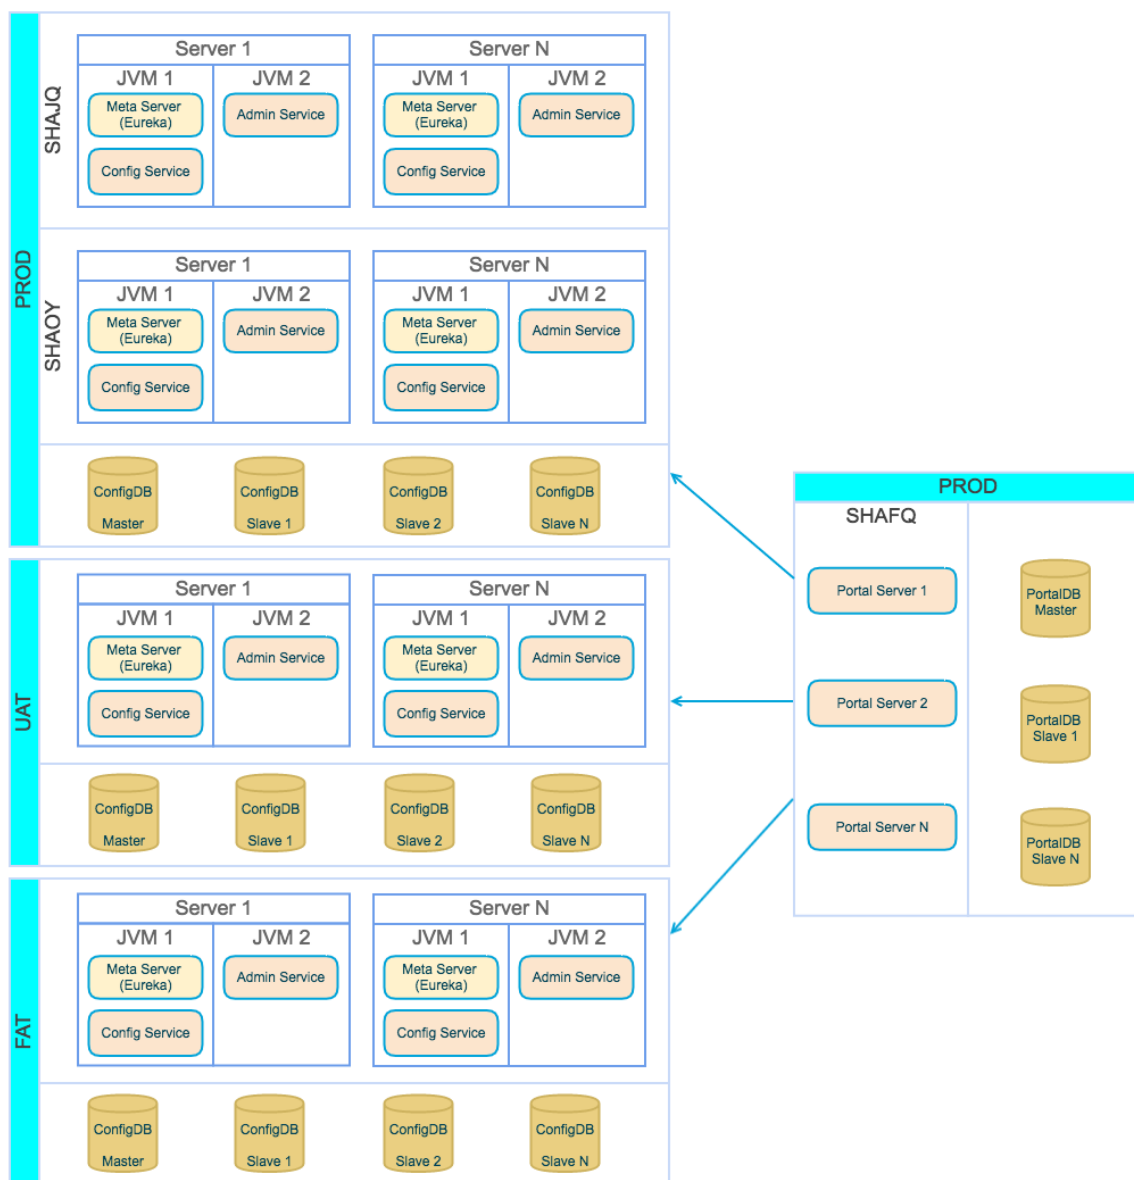 PROD
SHAJQ
Server 1
JVM 1
JVM 2
Meta Server
(Eureka)
Admin Service
Config Service
Server N
JVM 1
JVM 2
Meta Server
(Eureka)
Admin Service
Config Service
SHAOY
Server 1
JVM 1
JVM 2
Meta Server
(Eureka)
Admin Service
Config Service
Server N
JVM 1
JVM 2
Meta Server
(Eureka)
Admin Service
Config Service
ConfigDB
Master
ConfigDB
Slave 1
ConfigDB
Slave 2
ConfigDB
Slave N
UAT
Server 1
JVM 1
JVM 2
Meta Server
(Eureka)
Admin Service
Config Service
Server N
JVM 1
JVM 2
Meta Server
(Eureka)
Admin Service
Config Service
ConfigDB
Master
ConfigDB
Slave 1
ConfigDB
Slave 2
ConfigDB
Slave N
FAT
Server 1
JVM 1
JVM 2
Meta Server
(Eureka)
Admin Service
Config Service
Server N
JVM 1
JVM 2
Meta Server
(Eureka)
Admin Service
Config Service
ConfigDB
Master
ConfigDB
Slave 1
ConfigDB
Slave 2
ConfigDB
Slave N
PROD
SHAFQ
Portal Server 1
Portal Server 2
Portal Server N
PortalDB
Master
PortalDB
Slave 1
PortalDB
Slave N